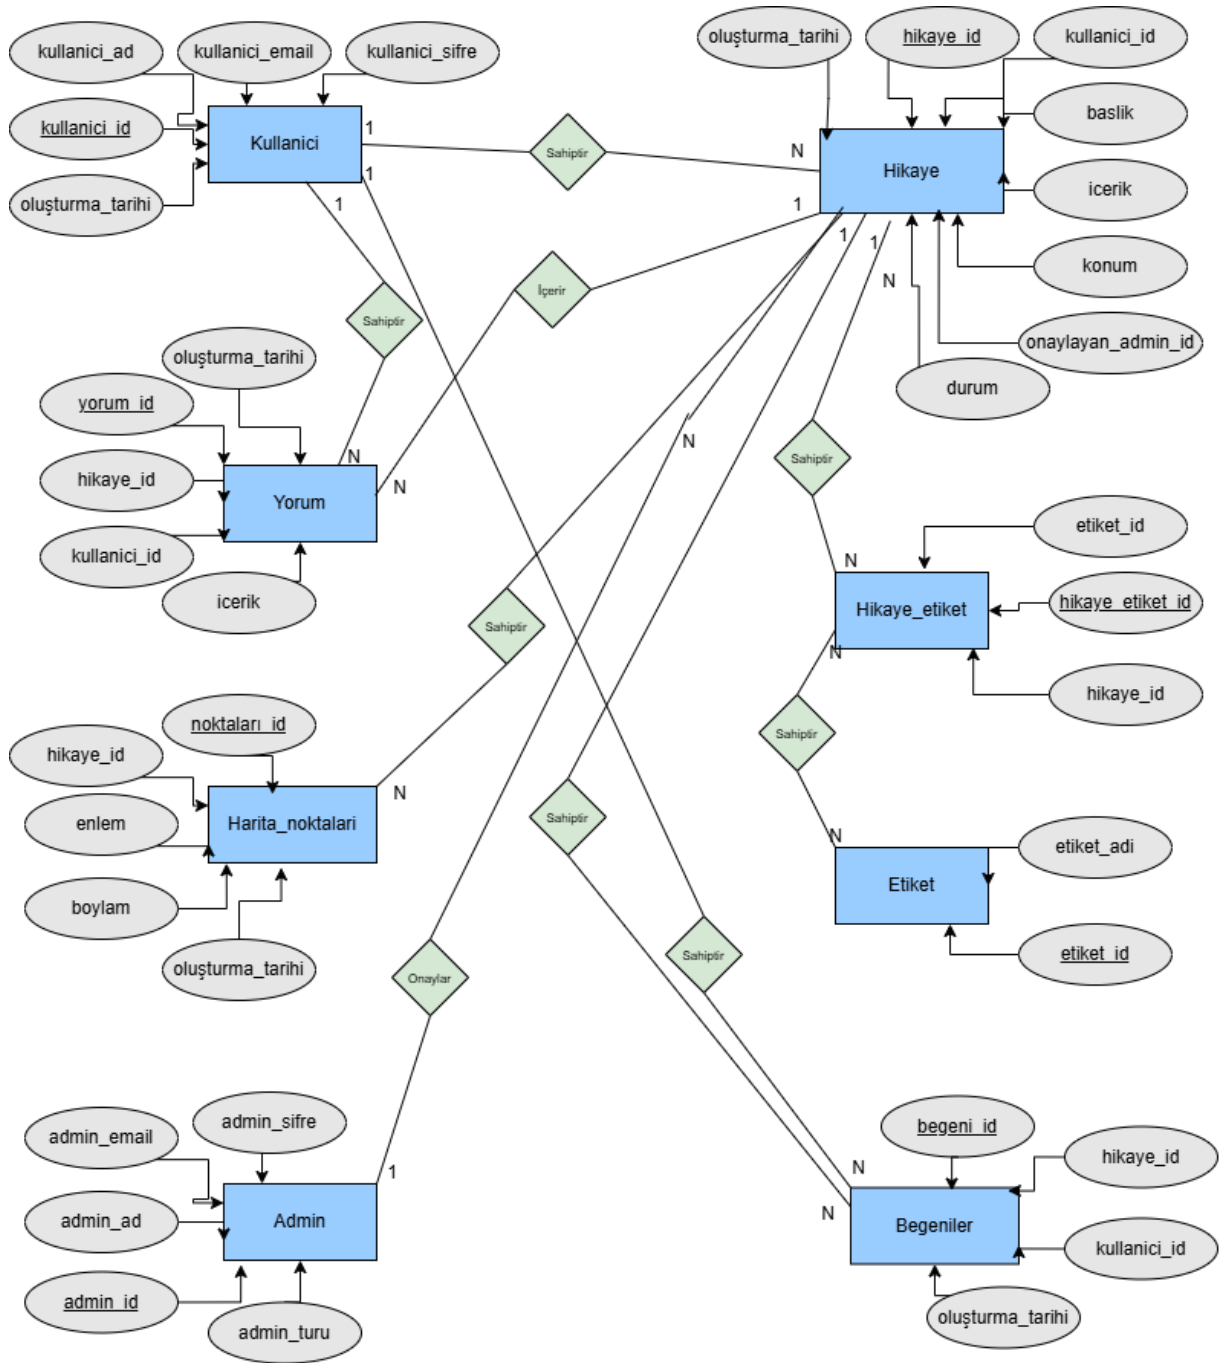 kullanici_ad
kullanici_email
kullanici_sifre
oluşturma_tarihi
hikaye_id
kullanici_id
kullanici_id
Kullanici
1
1
1
Sahiptir
N
Hikaye
baslik
icerik
oluşturma_tarihi
1
1
1
N
konum
İçerir
Sahiptir
onaylayan_admin_id
durum
oluşturma_tarihi
yorum_id
hikaye_id
kullanici_id
icerik
Yorum
N
N
N
Sahiptir
etiket_id
hikaye_etiket_id
hikaye_id
N
Hikaye_etiket
N
Sahiptir
Sahiptir
noktaları_id
hikaye_id
enlem
boylam
oluşturma_tarihi
Harita_noktalari
N
Sahiptir
Sahiptir
N
Etiket
etiket_adi
etiket_id
Onaylar
Sahiptir
admin_email
admin_sifre
admin_ad
admin_id
admin_turu
Admin
1
begeni_id
hikaye_id
kullanici_id
oluşturma_tarihi
N
N
Begeniler